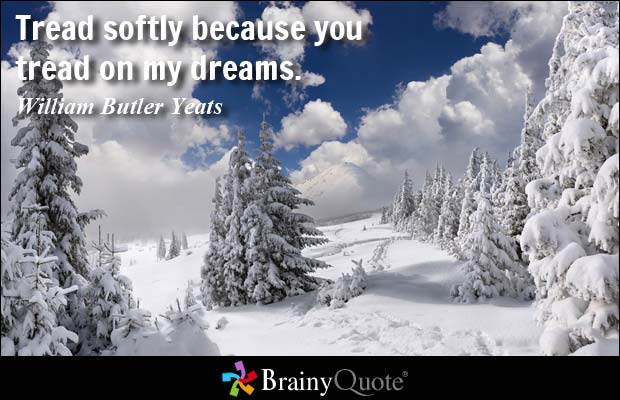 Tread softly because you
tread on my dreams.
William Butler Yeats
BrainyQuote®